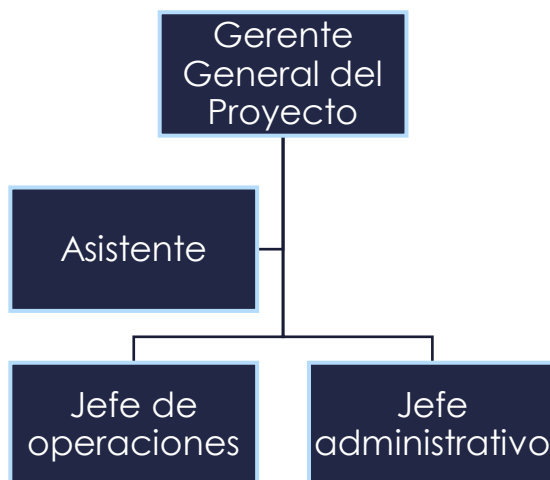 Gerente
General del
Proyecto
Asistente
Jefe de
operaciones
Jefe
administrativo